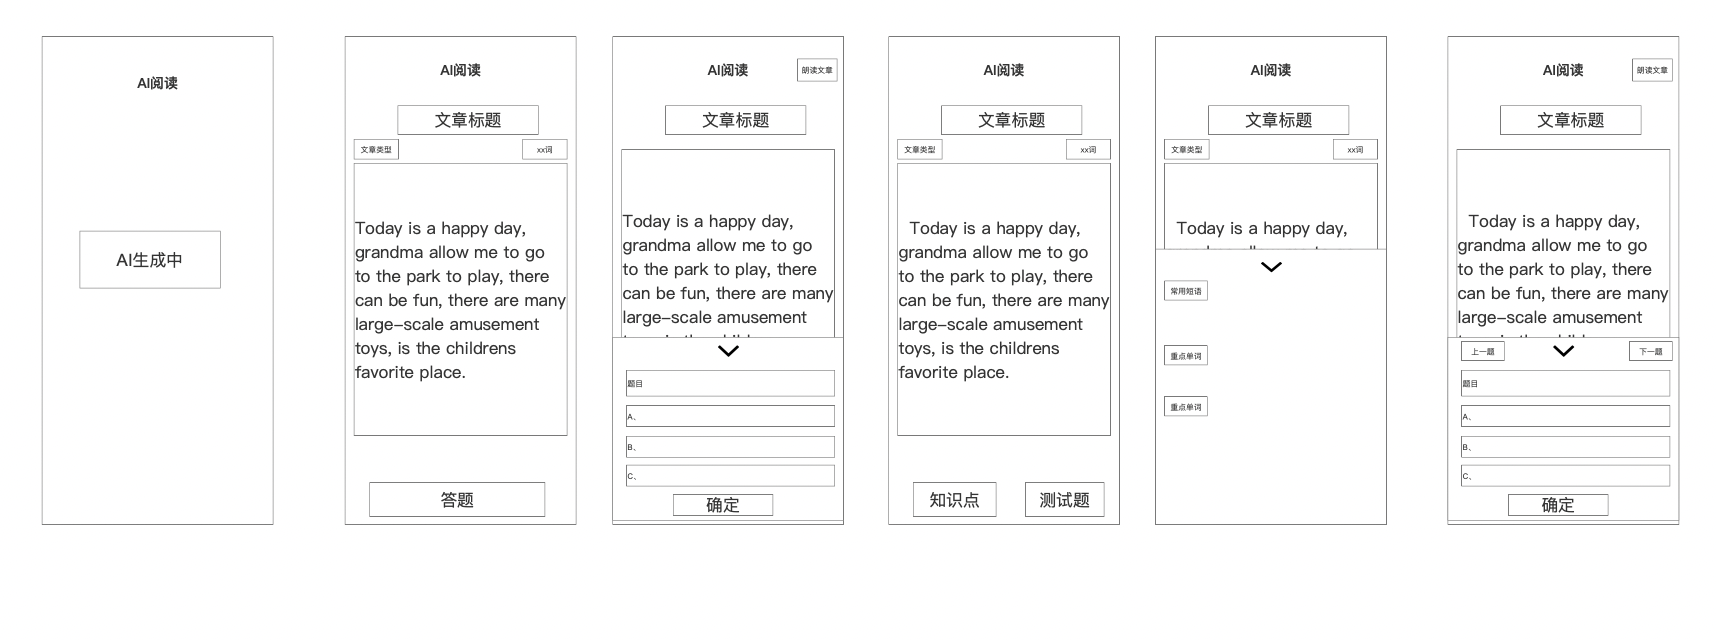 AI阅读
AI生成中
AI阅读
文章标题
文章类型
xx词
Today is a happy day,
grandma allow me to go
to the park to play, there
can be fun, there are many
large-scale amusement
toys, is the childrens
favorite place.
答题
AI阅读
朗读文章
文章标题
Today is a happy day,
grandma allow me to go
to the park to play, there
can be fun, there are many
large-scale amusement
题目
A、
B、
C、
确定
AI阅读
文章标题
文章类型
xx词
Today is a happy day,
grandma allow me to go
to the park to play, there
can be fun, there are many
large-scale amusement
toys, is the childrens
favorite place.
知识点
测试题
AI阅读
文章标题
文章类型
xx词
Today is a happy day,
常用短语
重点单词
重点单词
AI阅读
朗读文章
文章标题
Today is a happy day,
grandma allow me to go
to the park to play, there
can be fun, there are many
large-scale amusement
上一题
下一题
题目
A、
B、
C、
确定